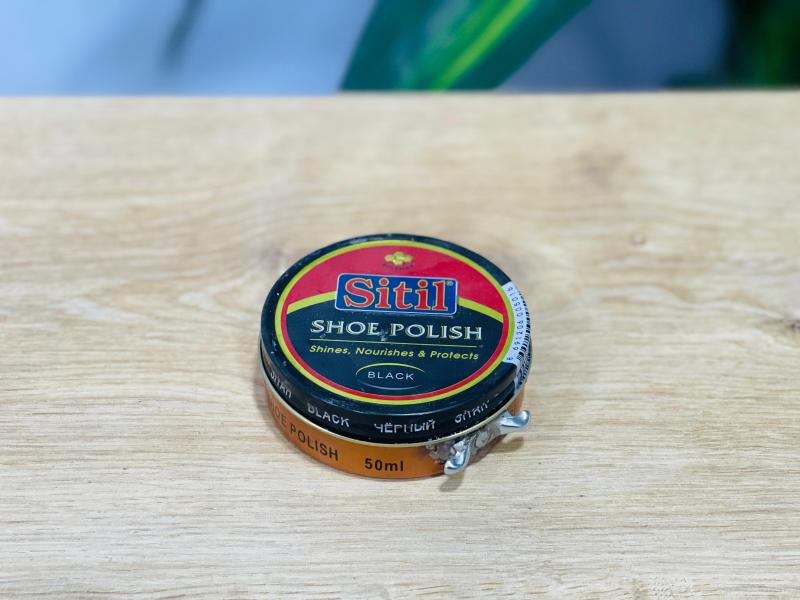 Sitil®
SHOE POLISH
Shines, Nourishes & Protects
BLACK
BLACK ЧЁРНЫЙ
SHOE POLISH 50ml